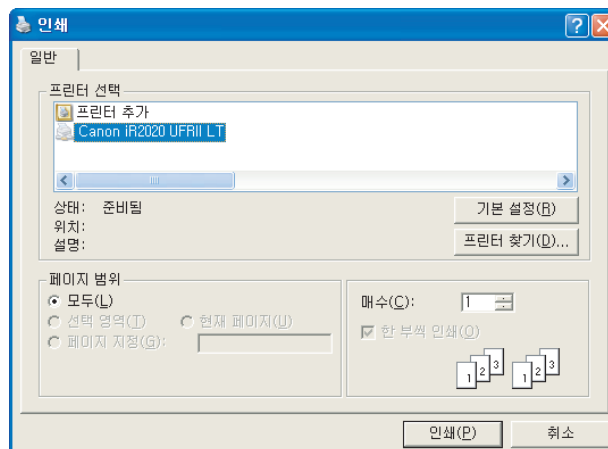 인쇄
일반
프린터 선택
프린터 추가
Canon iR2020 UFRII LT
상태: 준비됨
위치:
설명:
기본 설정(R)
프린터 찾기(D)...
페이지 범위
모두(L)
선택 영역(T) 현재 페이지(U)
페이지 지정(G):
매수(C): 1
한 부씩 인쇄(O)
1 2 3 1 2 3
인쇄(P) 취소